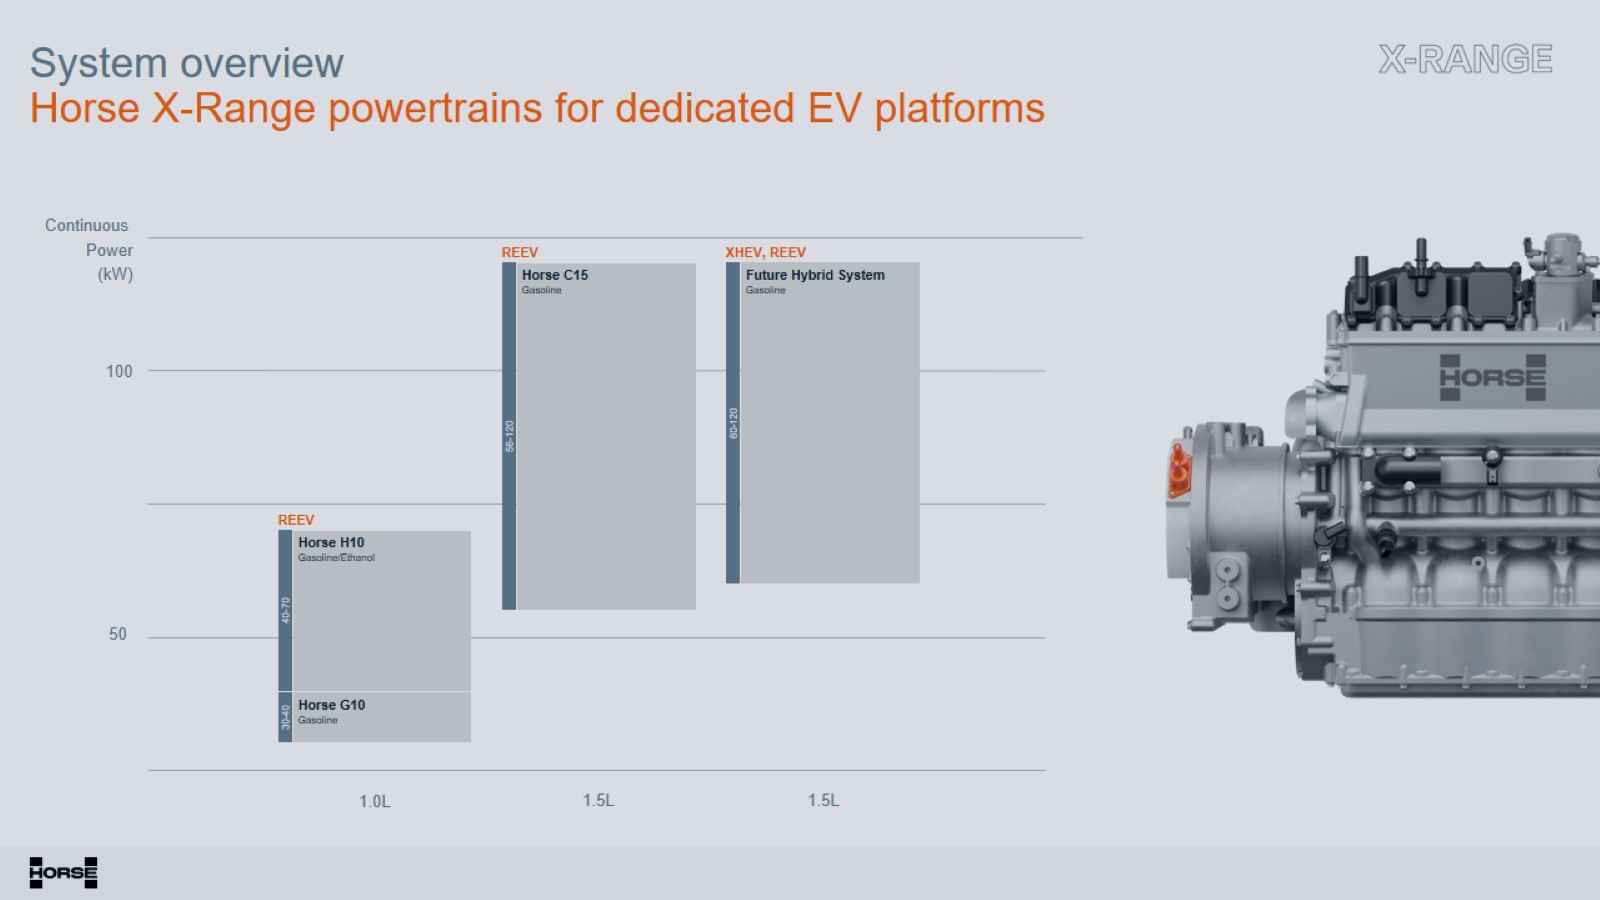 System overview
X-RANGE
Horse X-Range powertrains for dedicated EV platforms
Continuous
Power
(kW)
100
50
REEV
Horse H10
Gasoline/Ethanol
40-70
Horse G10
Gasoline
30-40
REEV
Horse C15
Gasoline
56-120
XHEV, REEV
Future Hybrid System
Gasoline
60-120
1.0L
1.5L
1.5L
HORSE
HORSE